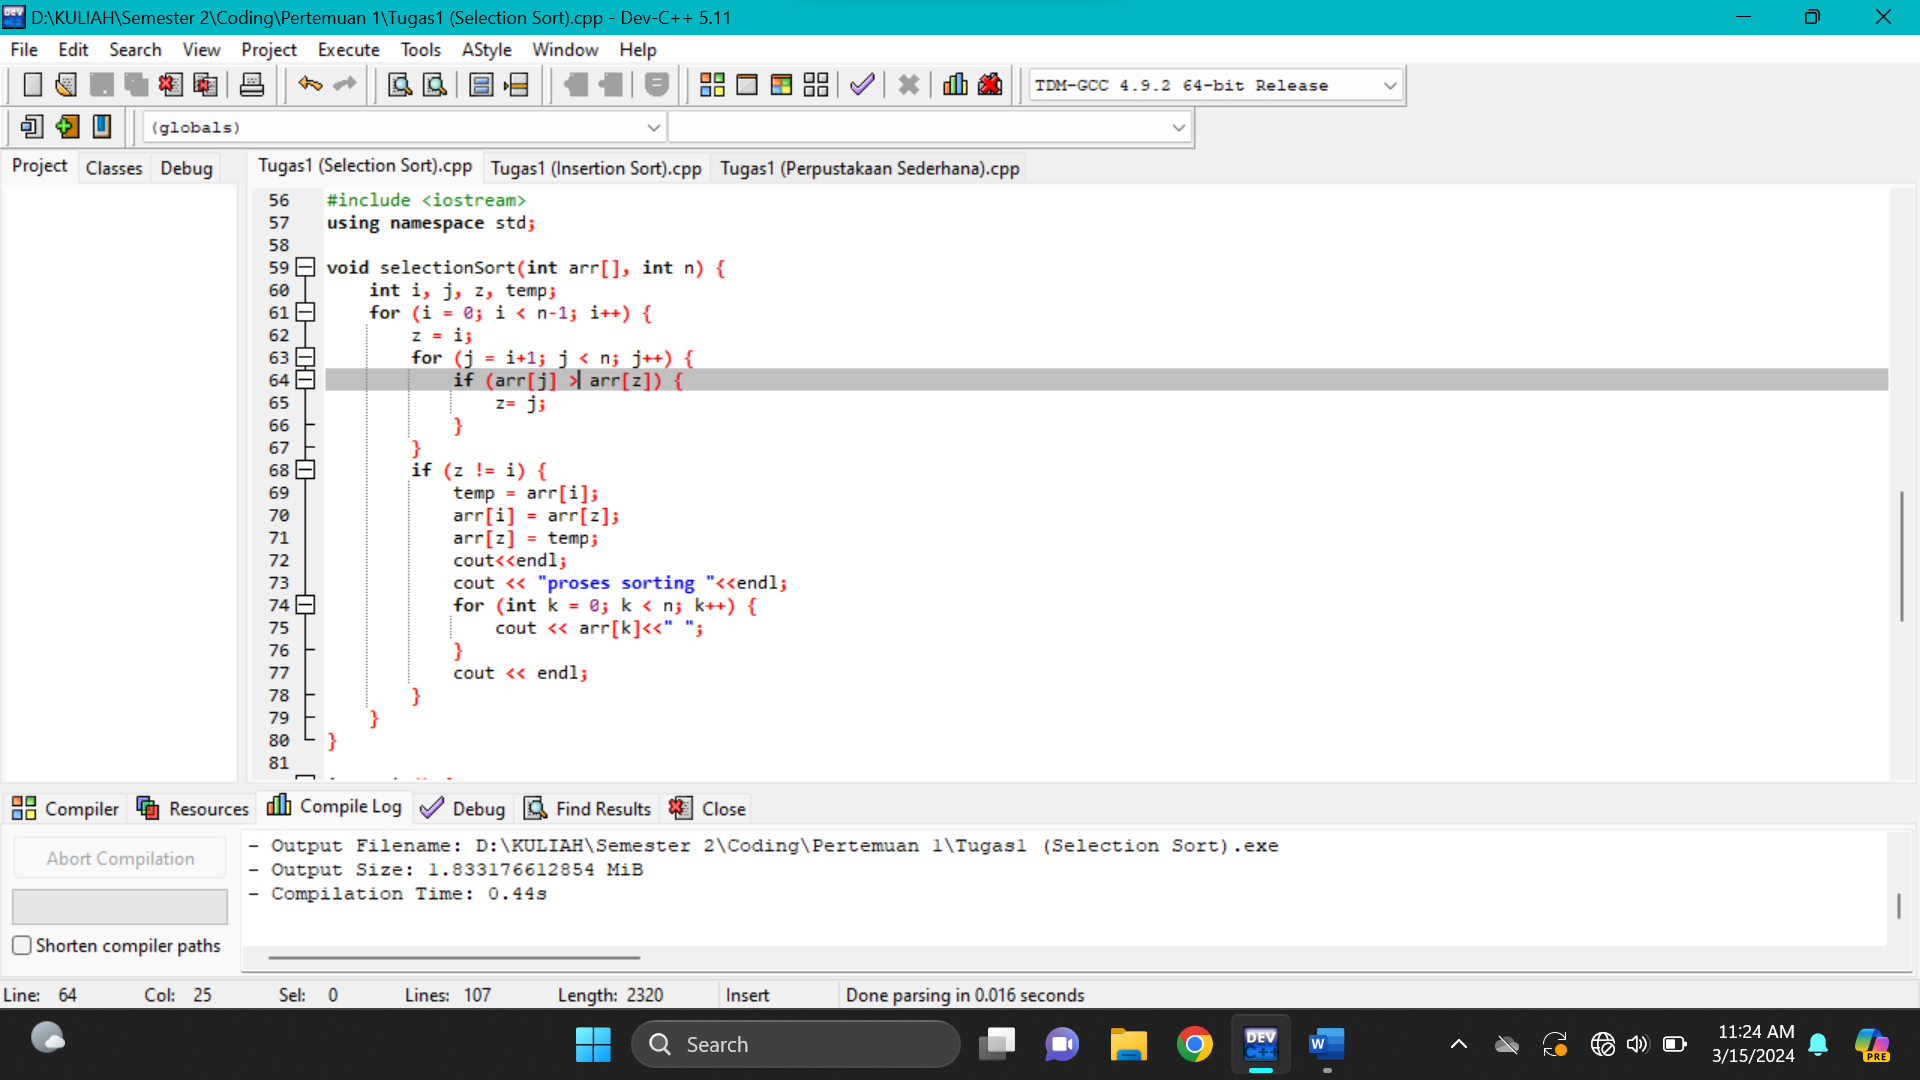 D:\KULIAH\Semester 2\Coding\Pertemuan 1\Tugas1 (Selection Sort).cpp - Dev-C++ 5.11
File Edit Search View Project Execute Tools AStyle Window Help
TDM-GCC 4.9.2 64-bit Release
(globals)
Project Classes Debug
Tugas1 (Selection Sort).cpp Tugas1 (Insertion Sort).cpp Tugas1 (Perpustakaan Sederhana).cpp
56 #include <iostream>
57 using namespace std;
58
59 void selectionSort(int arr[], int n) {
60     int i, j, z, temp;
61     for (i = 0; i < n-1; i++) {
62         z = i;
63         for (j = i+1; j < n; j++) {
64             if (arr[j] > arr[z]) {
65                 z= j;
66             }
67         }
68         if (z != i) {
69             temp = arr[i];
70             arr[i] = arr[z];
71             arr[z] = temp;
72             cout<<endl;
73             cout << "proses sorting "<<endl;
74             for (int k = 0; k < n; k++) {
75                 cout << arr[k]<<" ";
76             }
77             cout << endl;
78         }
79     }
80 }
81
Compiler Resources Compile Log Debug Find Results Close
Abort Compilation
Shorten compiler paths
- Output Filename: D:\KULIAH\Semester 2\Coding\Pertemuan 1\Tugas1 (Selection Sort).exe
- Output Size: 1.833176612854 MiB
- Compilation Time: 0.44s
Line: 64 Col: 25 Sel: 0 Lines: 107 Length: 2320 Insert Done parsing in 0.016 seconds
Search
DEV C++
W
11:24 AM
3/15/2024
PRE